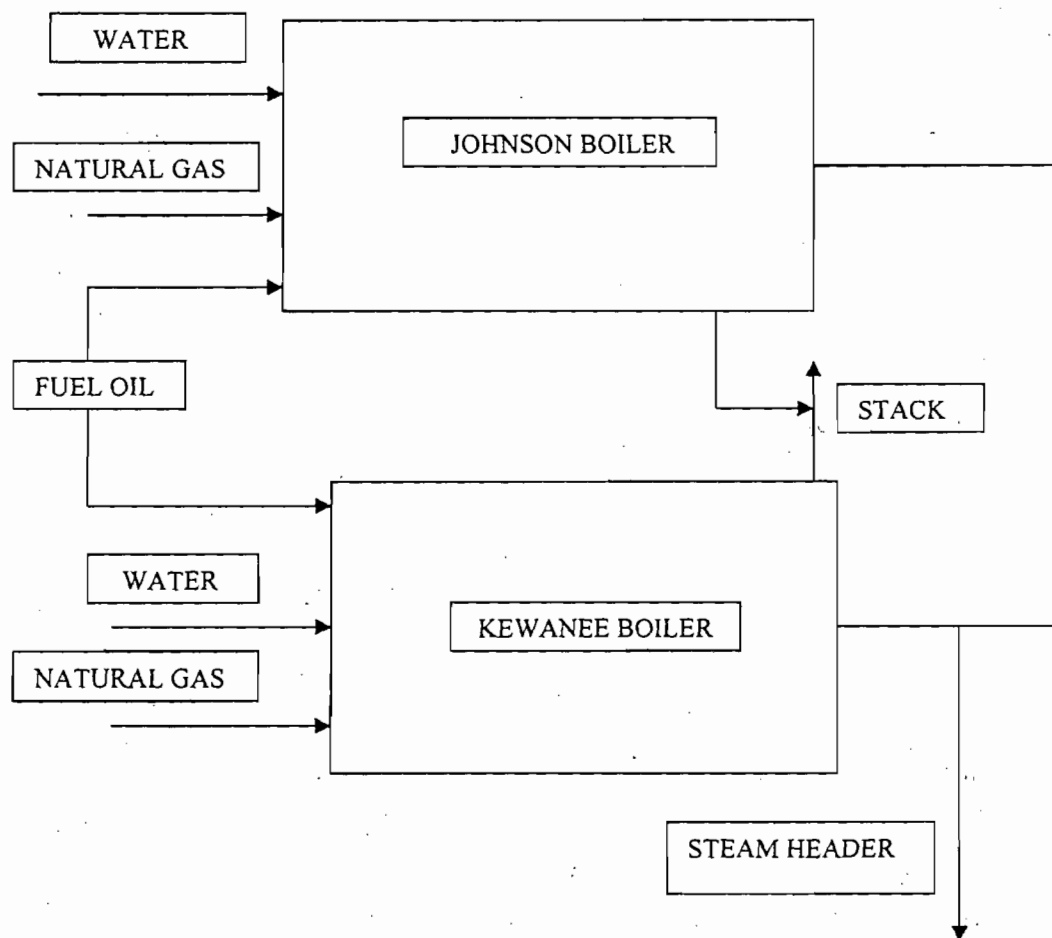 WATER
JOHNSON BOILER
NATURAL GAS
FUEL OIL
STACK
WATER
KEWANEE BOILER
NATURAL GAS
STEAM HEADER